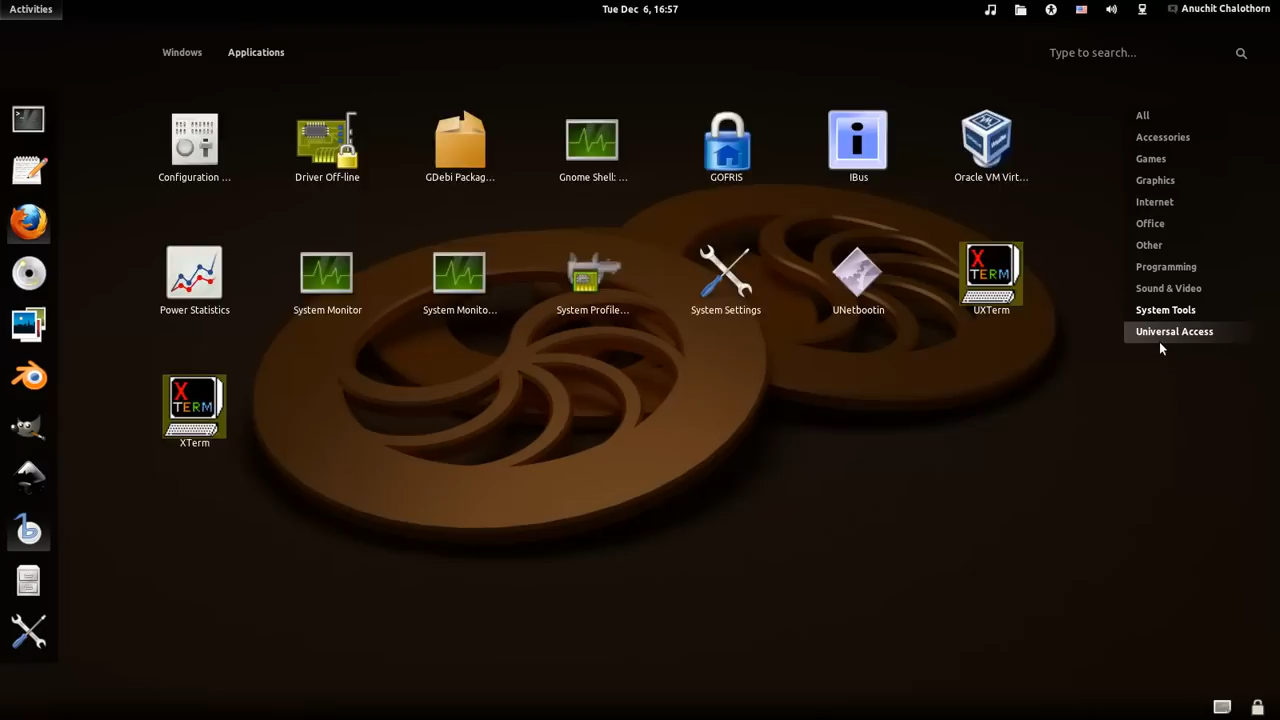 Activities
Tue Dec 6, 16:57
Anuchit Chalothorn
Windows
Applications
Type to search...
Configuration ...
Driver Off-line
GDebi Packag...
Gnome Shell: ...
GOFRIS
IBus
Oracle VM Virt...
Power Statistics
System Monitor
System Monito...
System Profile...
System Settings
UNetbootin
X
TERM
UXTerm
X
TERM
XTerm
All
Accessories
Games
Graphics
Internet
Office
Other
Programming
Sound & Video
System Tools
Universal Access